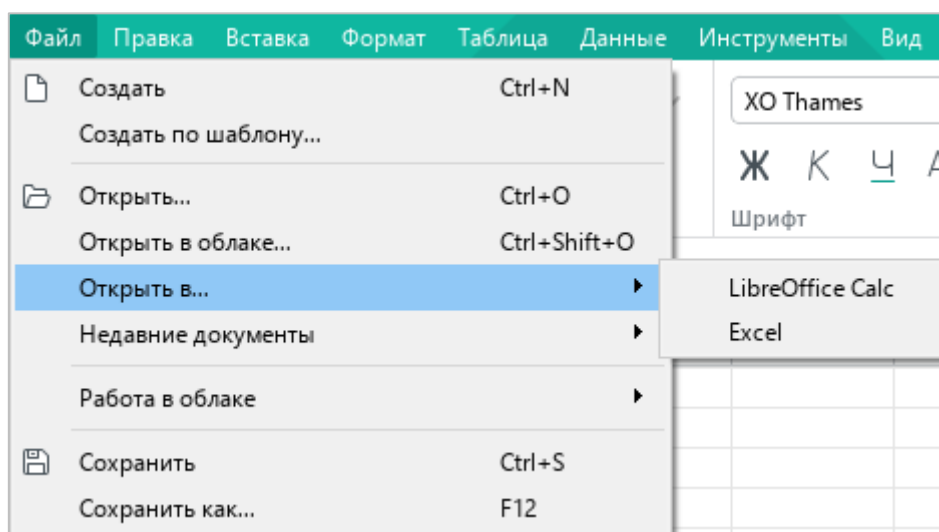 Файл Правка Вставка Формат Таблица Данные Инструменты Вид
Создать Ctrl+N
Создать по шаблону...
Открыть... Ctrl+O
Открыть в облаке... Ctrl+Shift+O
Открыть в...
Недавние документы
Работа в облаке
Сохранить Ctrl+S
Сохранить как... F12
XO Thames
Ж К Ч
Шрифт
LibreOffice Calc
Excel